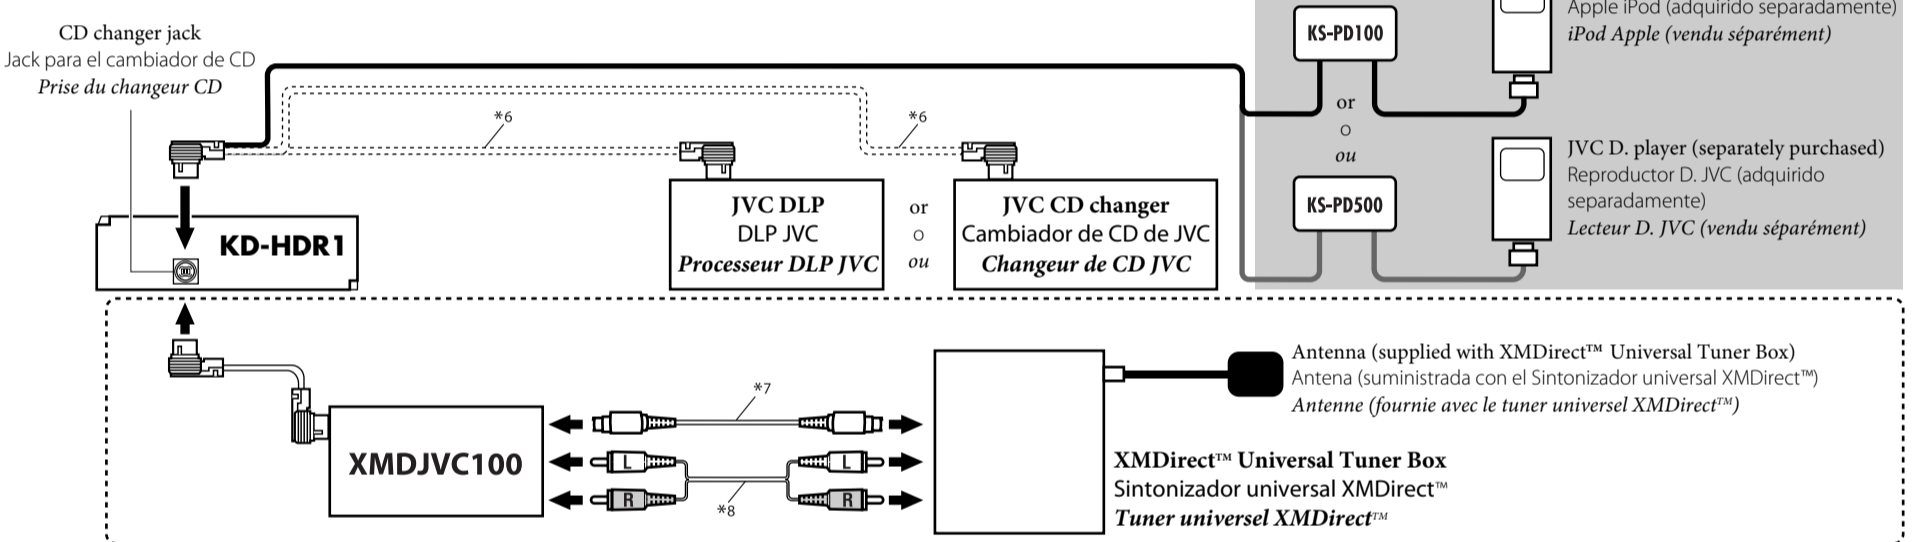 CD changer jack
Jack para el cambiador de CD
Prise du changeur CD
*6
*6
KD-HDR1
JVC DLP
DLP JVC
Processeur DLP JVC
or
o
ou
JVC CD changer
Cambiador de CD de JVC
Changeur de CD JVC
KS-PD100
Apple iPod (adquirido separadamente)
iPod Apple (vendu séparément)
or
o
ou
KS-PD500
JVC D. player (separately purchased)
Reproductor D. JVC (adquirido
separadamente)
Lecteur D. JVC (vendu séparément)
XMDJVC100
*7
L
L
R
R
*8
Antenna (supplied with XMDirect™ Universal Tuner Box)
Antena (suministrada con el Sintonizador universal XMDirect™)
Antenne (fournie avec le tuner universel XMDirect™)
XMDirect™ Universal Tuner Box
Sintonizador universal XMDirect™
Tuner universel XMDirect™